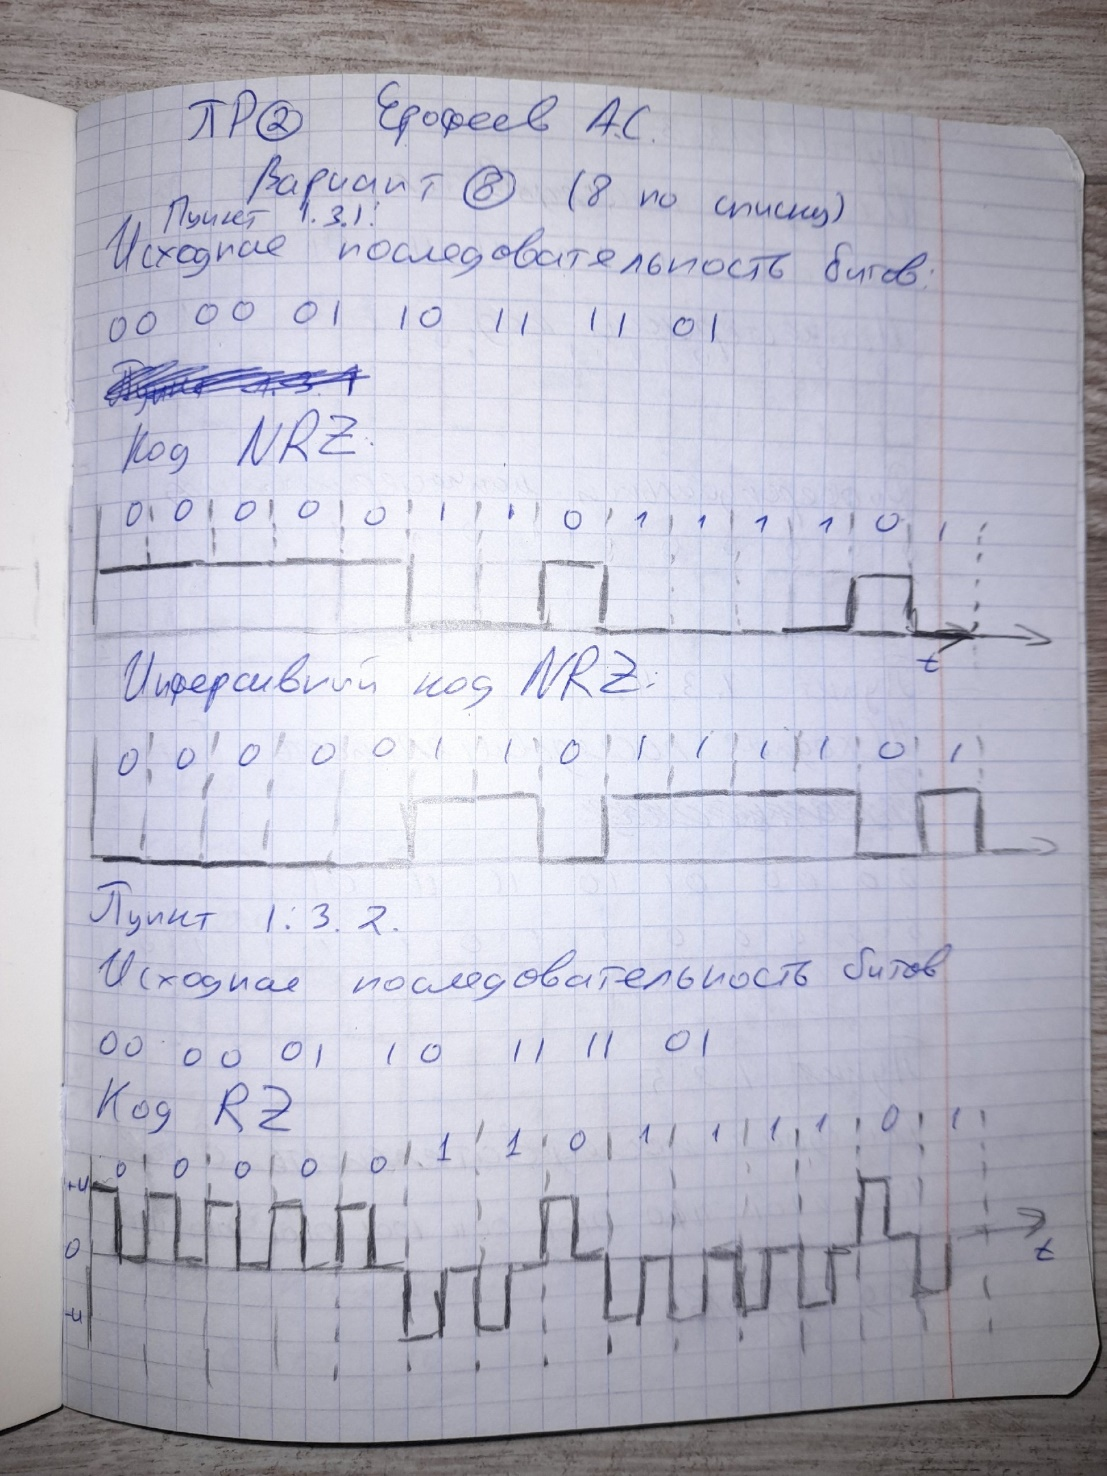 ПР② Ерофеев А.С.
Вариант ⑧ (8 по списку)
Пункт 1.3.1:
Исходная последовательность битов:
00 00 01 10 11 11 01
Код NRZ:
0 0 0 0 0 1 1 0 1 1 1 1 0 1
t
Инферсивный код NRZ:
0 0 0 0 0 1 1 0 1 1 1 1 0 1
Пункт 1.3.2.
Исходная последовательность битов
00 00 01 10 11 11 01
Код RZ
0 0 0 0 0 1 1 0 1 1 1 1 0 1
+U
0
t
-U